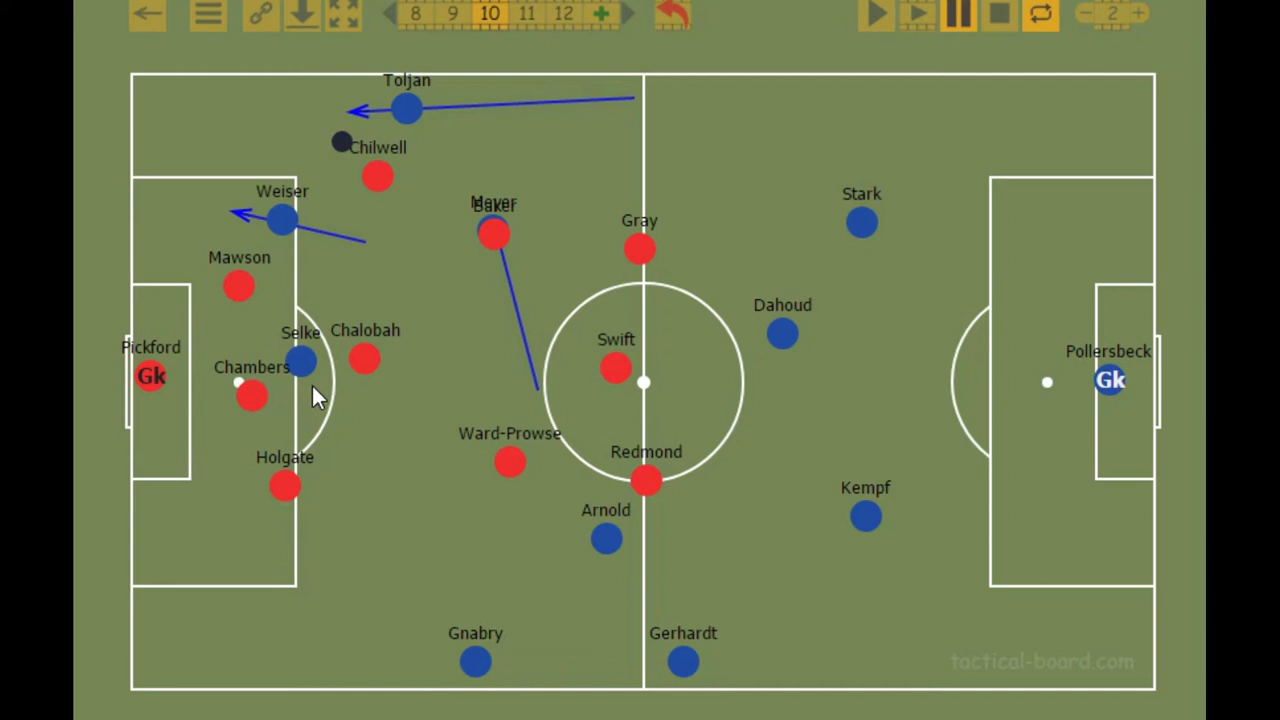 8 9 10 11 12
2
Toljan
Chilwell
Weiser
Meyer
Baker
Stark
Gray
Mawson
Dahoud
Selke
Chalobah
Swift
Pickford
Gk
Chambers
Pollersbeck
Gk
Ward-Prowse
Holgate
Redmond
Kempf
Arnold
Gnabry
Gerhardt
tactical-board.com